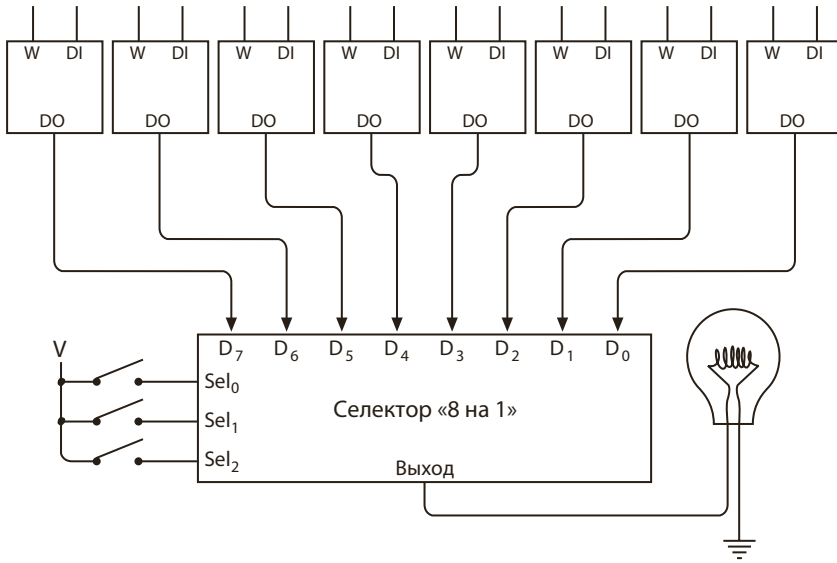 W DI W DI W DI W DI W DI W DI W DI W DI
DO DO DO DO DO DO DO DO
V
D₇ D₆ D₅ D₄ D₃ D₂ D₁ D₀
Sel₀
Селектор «8 на 1»
Sel₁
Sel₂
Выход